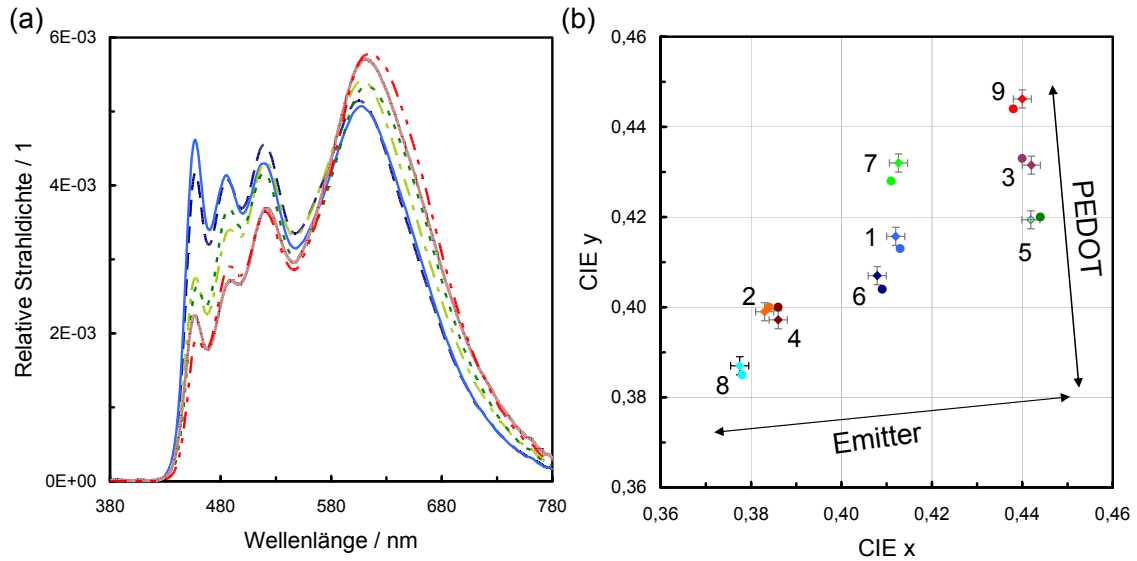 (a)
Relative Strahldichte / 1
6E-03
4E-03
2E-03
0E+00
380
480
580
680
780
Wellenlänge / nm
(b)
CIE y
0,46
0,44
0,42
0,40
0,38
0,36
9
7
3
1
5
6
2
4
8
PEDOT
Emitter
0,36
0,38
0,40
0,42
0,44
0,46
CIE x